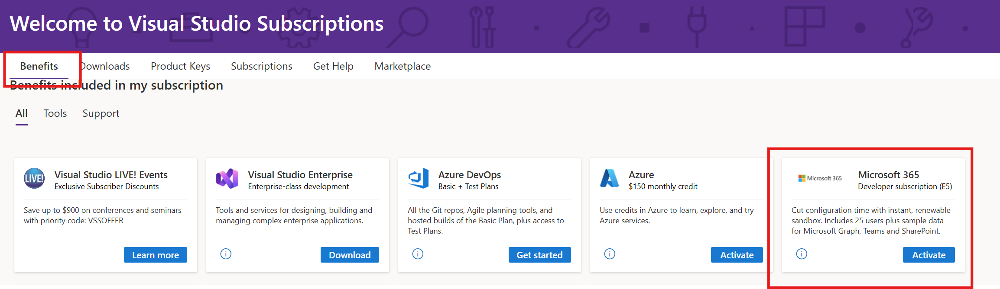 Welcome to Visual Studio Subscriptions
Benefits Downloads Product Keys Subscriptions Get Help Marketplace
Benefits included in my subscription
All Tools Support
LIVE!
Visual Studio LIVE! Events
Exclusive Subscriber Discounts
Save up to $900 on conferences and seminars
with priority code: VSSOFFER
Learn more
Visual Studio Enterprise
Enterprise-class development
Tools and services for designing, building and
managing complex enterprise applications.
Download
Azure DevOps
Basic + Test Plans
All the Git repos, Agile planning tools, and
hosted builds of the Basic Plan, plus access to
Test Plans.
Get started
Azure
$150 monthly credit
Use credits in Azure to learn, explore, and try
Azure services.
Activate
Microsoft 365
Microsoft 365
Developer subscription (E5)
Cut configuration time with instant, renewable
sandbox. Includes 25 users plus sample data
for Microsoft Graph, Teams and SharePoint.
Activate